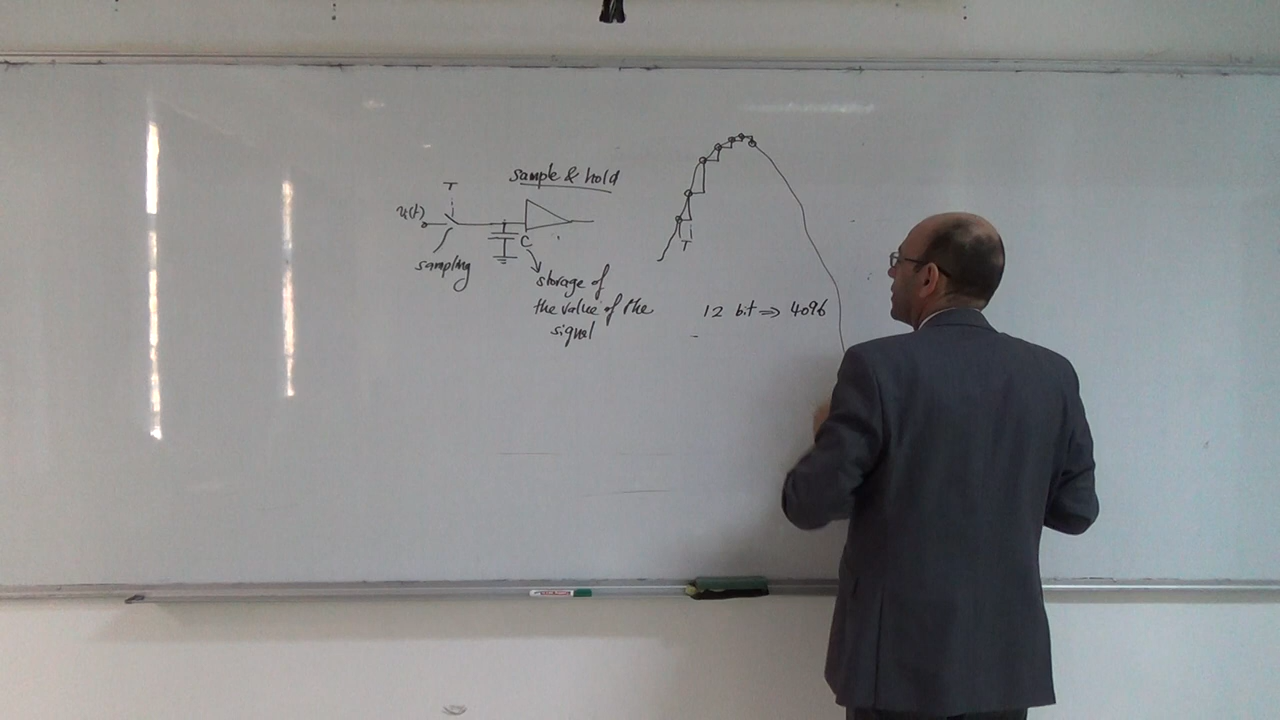 sample & hold
T
u(t)
C
sampling
storage of
the value of the
signal
T
12 bit => 4096